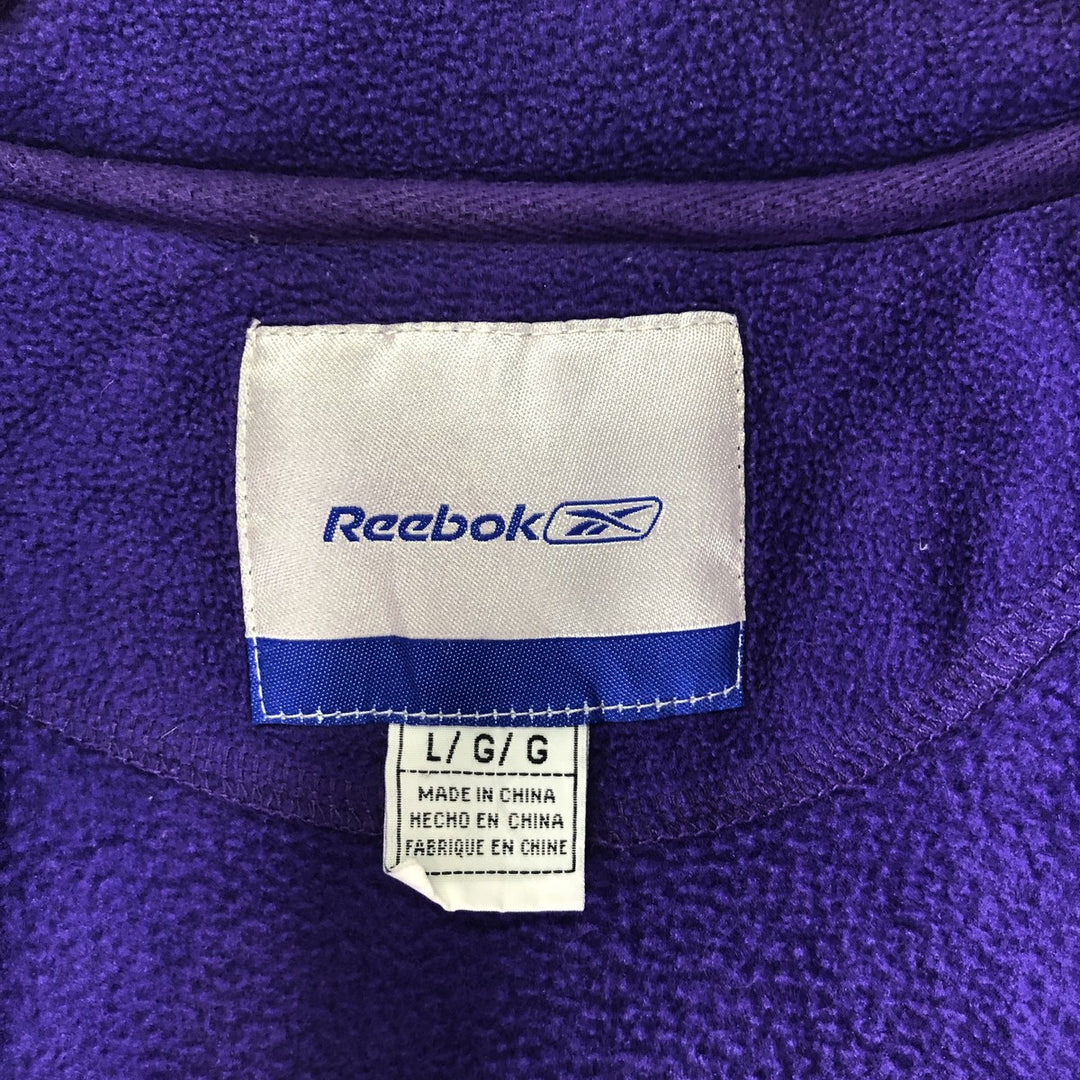 Reebok
L/ G/ G
MADE IN CHINA
HECHO EN CHINA
FABRIQUE EN CHINE